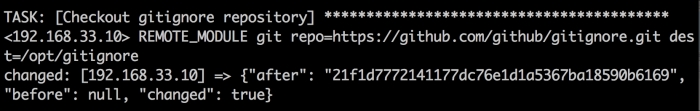 TASK: [Checkout gitignore repository] ****************************************
<192.168.33.10> REMOTE_MODULE git repo=https://github.com/github/gitignore.git des
t=/opt/gitignore
changed: [192.168.33.10] => {"after": "21f1d7772141177dc76e1d1a5367ba18590b6169",
"before": null, "changed": true}